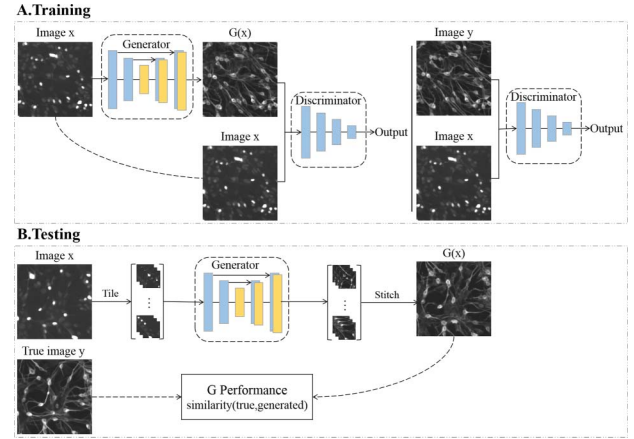 A.Training
Image x
Generator
G(x)
Image y
Discriminator
Output
Image x
Discriminator
Output
Image x
B.Testing
Image x
Generator
G(x)
Tile
Stitch
True image y
G Performance
similarity(true,generated)